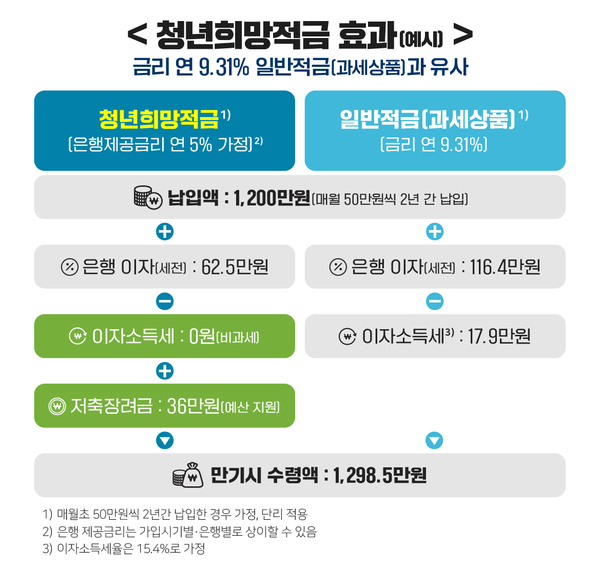 < 청년희망적금 효과(예시) >
금리 연 9.31% 일반적금(과세상품)과 유사
청년희망적금1)
(은행제공금리 연 5% 가정)2)
일반적금(과세상품)1)
(금리 연 9.31%)
납입액 : 1,200만원(매월 50만원씩 2년 간 납입)
은행 이자(세전) : 62.5만원
은행 이자(세전) : 116.4만원
이자소득세 : 0원(비과세)
이자소득세3) : 17.9만원
저축장려금 : 36만원(예산 지원)
만기시 수령액 : 1,298.5만원
1) 매월초 50만원씩 2년간 납입한 경우 가정, 단리 적용
2) 은행 제공금리는 가입시기별·은행별로 상이할 수 있음
3) 이자소득세율은 15.4%로 가정